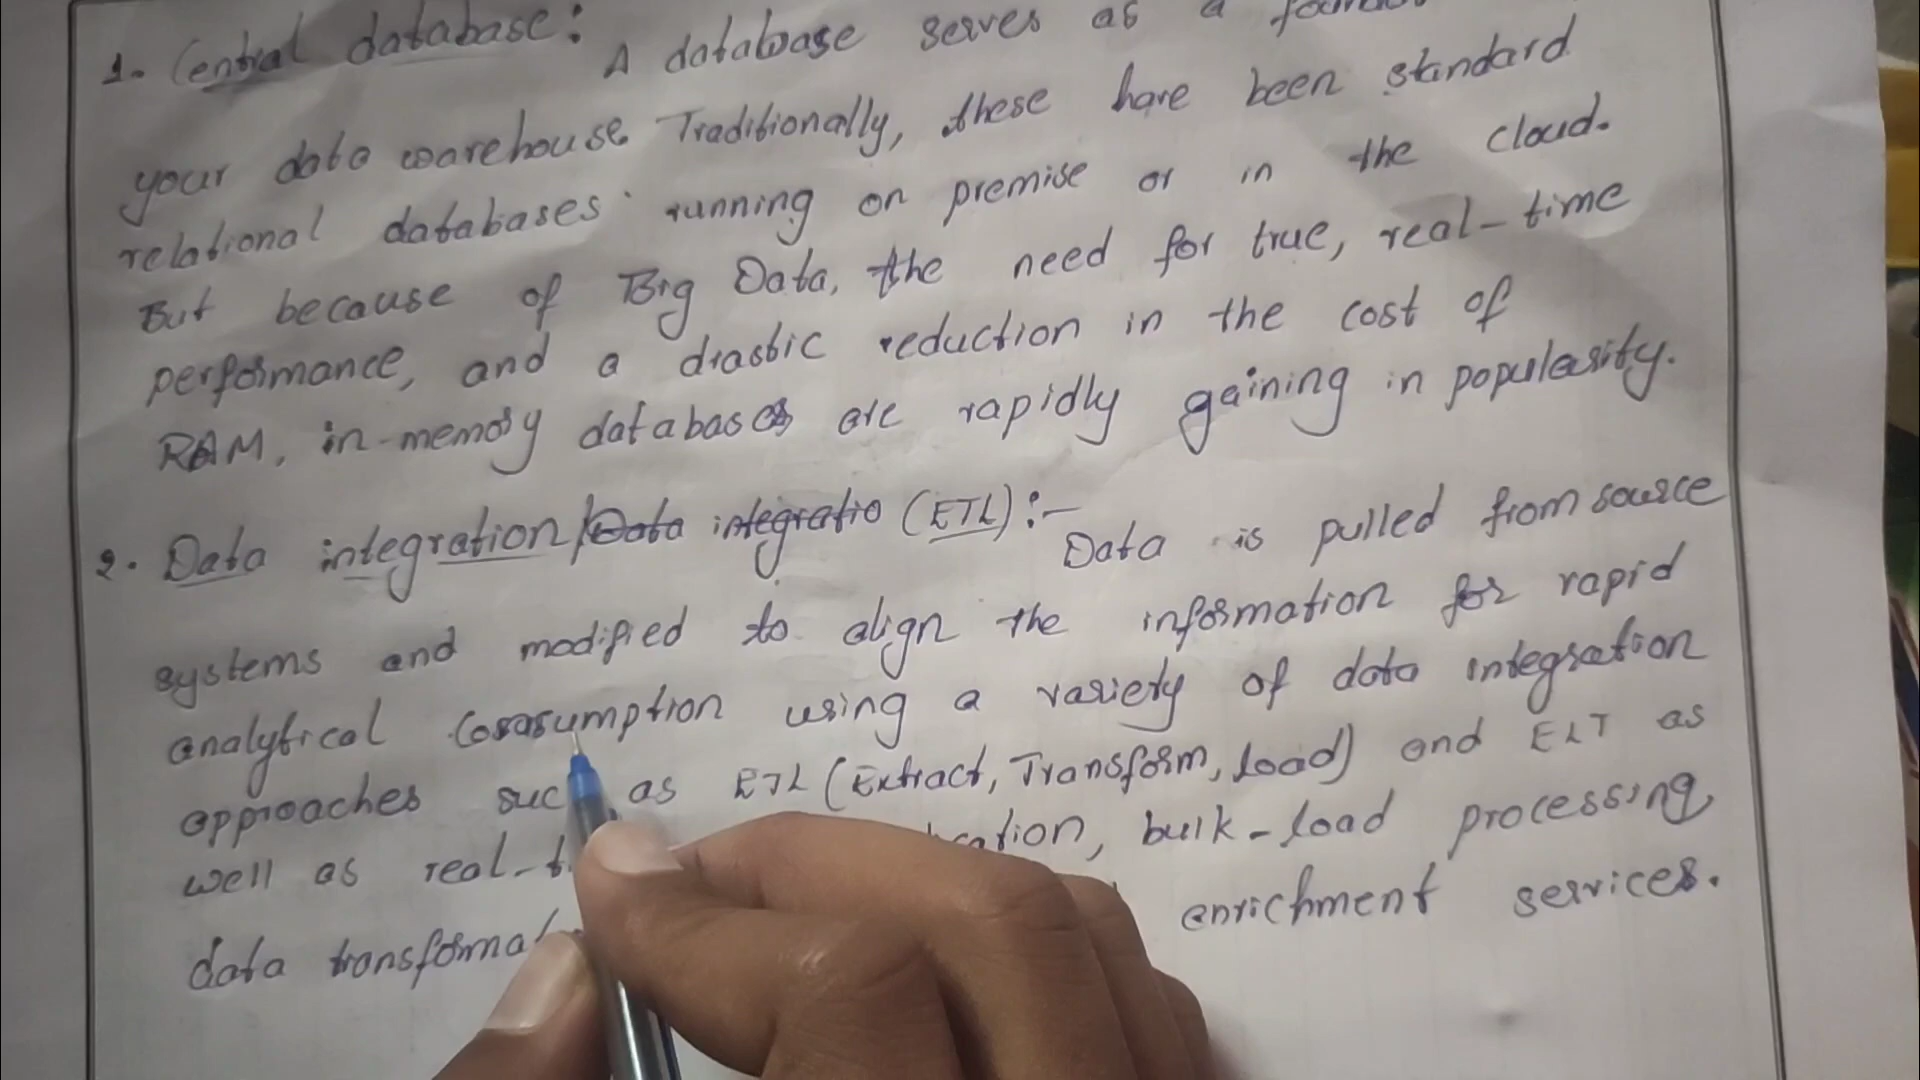 1. Central database: A database serves as a
your data warehouse. Traditionally, these have been standard
relational databases running on premise or in the cloud.
But because of Big Data, the need for true, real-time
performance, and a drastic reduction in the cost of
RAM, in-memory databases are rapidly gaining in popularity.
2. Data integration/Data integratio (ETL):- Data is pulled from source
systems and modified to align the information for rapid
analytical consumption using a variety of data integration
approaches as ETL (Extract, Transform, load) and ELT as
well as bulk-load processing,
data enrichment services.